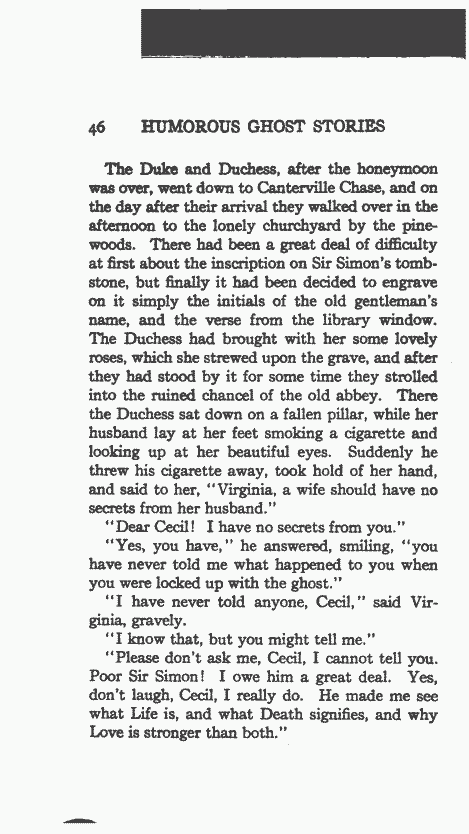 46 HUMOROUS GHOST STORIES
The Duke and Duchess, after the honeymoon
was over, went down to Canterville Chase, and on
the day after their arrival they walked over in the
afternoon to the lonely churchyard by the pine-
woods. There had been a great deal of difficulty
at first about the inscription on Sir Simon's tomb-
stone, but finally it had been decided to engrave
on it simply the initials of the old gentleman's
name, and the verse from the library window.
The Duchess had brought with her some lovely
roses, which she strewed upon the grave, and after
they had stood by it for some time they strolled
into the ruined chancel of the old abbey. There
the Duchess sat down on a fallen pillar, while her
husband lay at her feet smoking a cigarette and
looking up at her beautiful eyes. Suddenly he
threw his cigarette away, took hold of her hand,
and said to her, "Virginia, a wife should have no
secrets from her husband."
"Dear Cecil! I have no secrets from you."
"Yes, you have," he answered, smiling, "you
have never told me what happened to you when
you were locked up with the ghost."
"I have never told anyone, Cecil," said Vir-
ginia, gravely.
"I know that, but you might tell me."
"Please don't ask me, Cecil, I cannot tell you.
Poor Sir Simon! I owe him a great deal. Yes,
don't laugh, Cecil, I really do. He made me see
what Life is, and what Death signifies, and why
Love is stronger than both."